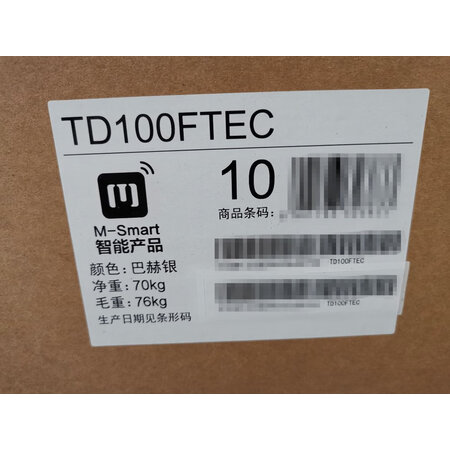 TD100FTEC
M-Smart
智能产品
颜色:巴赫银
净重:70kg
毛重:76kg
生产日期见条形码
10
商品条码:
TD100FTEC
TD100FTEC